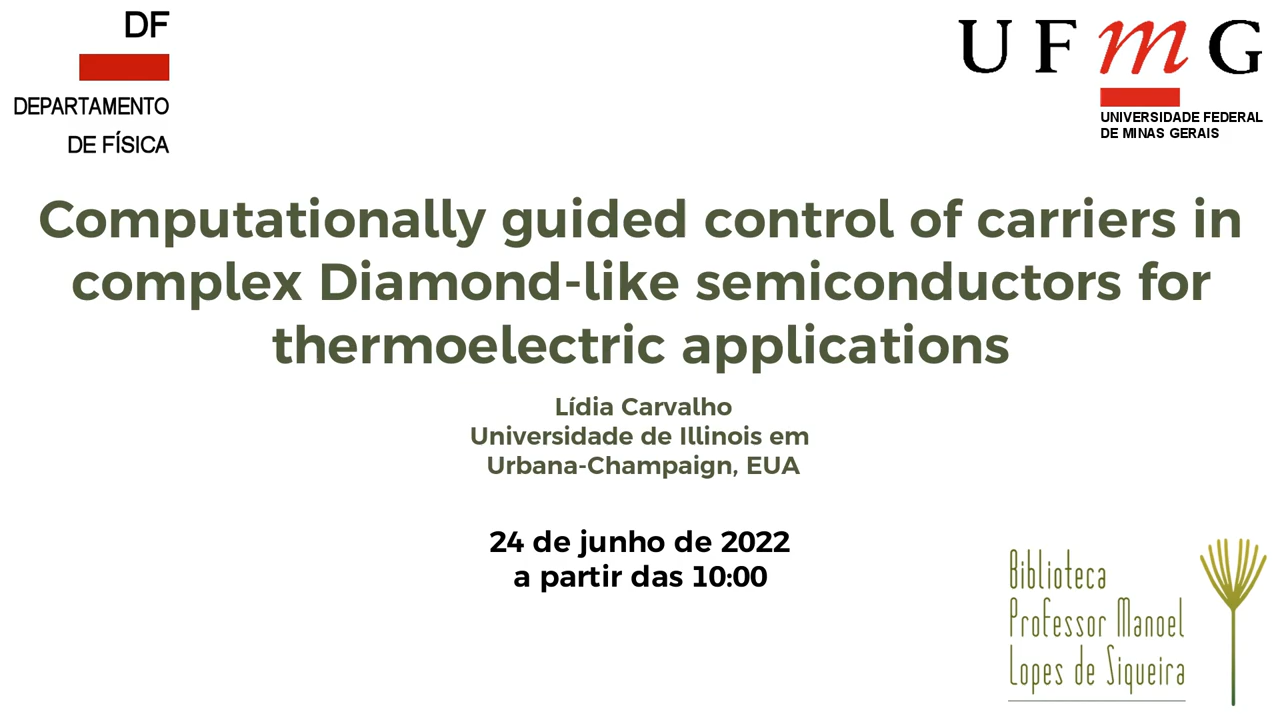 DF
DEPARTAMENTO
DE FÍSICA
UFmG
UNIVERSIDADE FEDERAL
DE MINAS GERAIS
Computationally guided control of carriers in
complex Diamond-like semiconductors for
thermoelectric applications
Lídia Carvalho
Universidade de Illinois em
Urbana-Champaign, EUA
24 de junho de 2022
a partir das 10:00
Biblioteca
Professor Manoel
Lopes de Siqueira